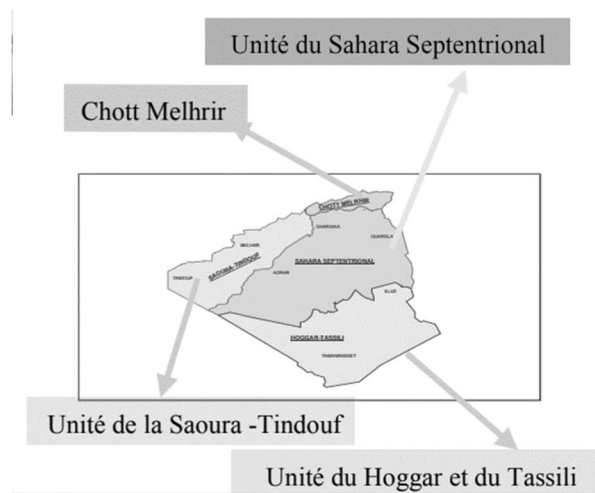 Unité du Sahara Septentrional
Chott Melhrir
CHOTT MELRHIR
GHARDAIA
OUARGLA
BECHAR
SAOURA-TINDOUF
SAHARA SEPTENTRIONAL
TINDOUF
ADRAR
ILLIZI
HOGGAR-TASSILI
TAMANRASSET
Unité de la Saoura -Tindouf
Unité du Hoggar et du Tassili